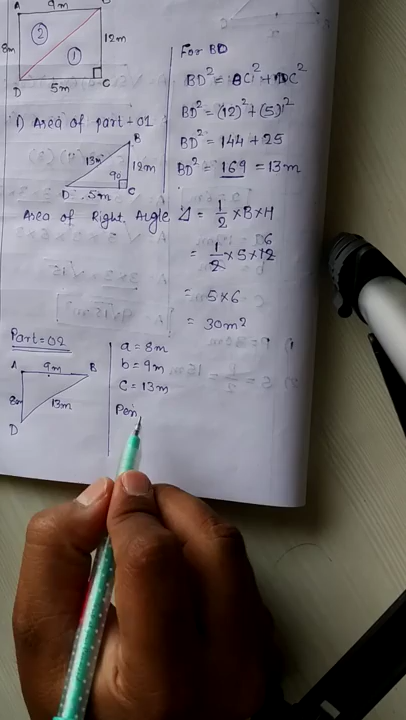 A 9m
8m
②
12m
①
D 5m C
1) Area of part-01
B
13m
12m
90
D 5m C
Area of Right Angle △ = 1/2 × B × H
= 1/2 × 5 × 12 6
= 5×6
= 30m²
For BD
BD² = BC² + DC²
BD² = (12)² + (5)²
BD² = 144 + 25
BD² = 169 = 13m
Part=02
A 9m B
8m
13m
D
a = 8m
b = 9m
c = 13m
Pen